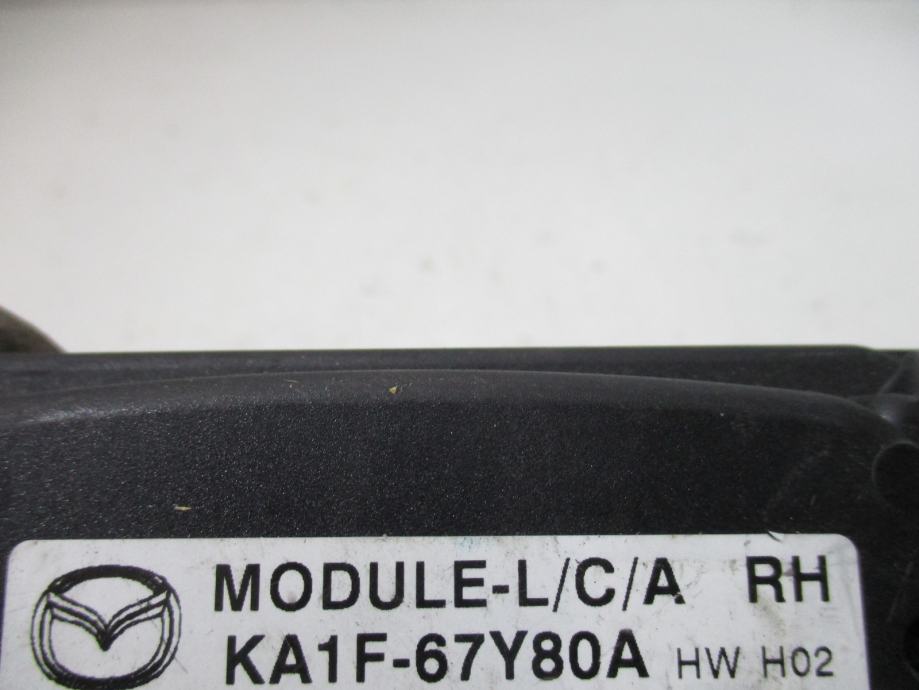 MODULE-L/C/A RH
KA1F-67Y80A HW H02